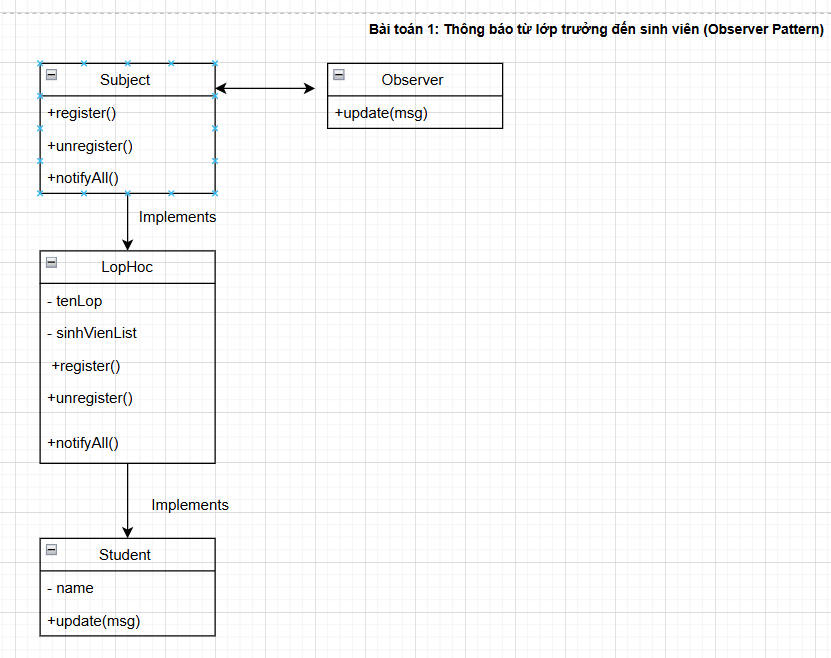 Bài toán 1: Thông báo từ lớp trưởng đến sinh viên (Observer Pattern)
Subject
+register()
+unregister()
+notifyAll()
Observer
+update(msg)
Implements
LopHoc
- tenLop
- sinhVienList
+register()
+unregister()
+notifyAll()
Implements
Student
- name
+update(msg)